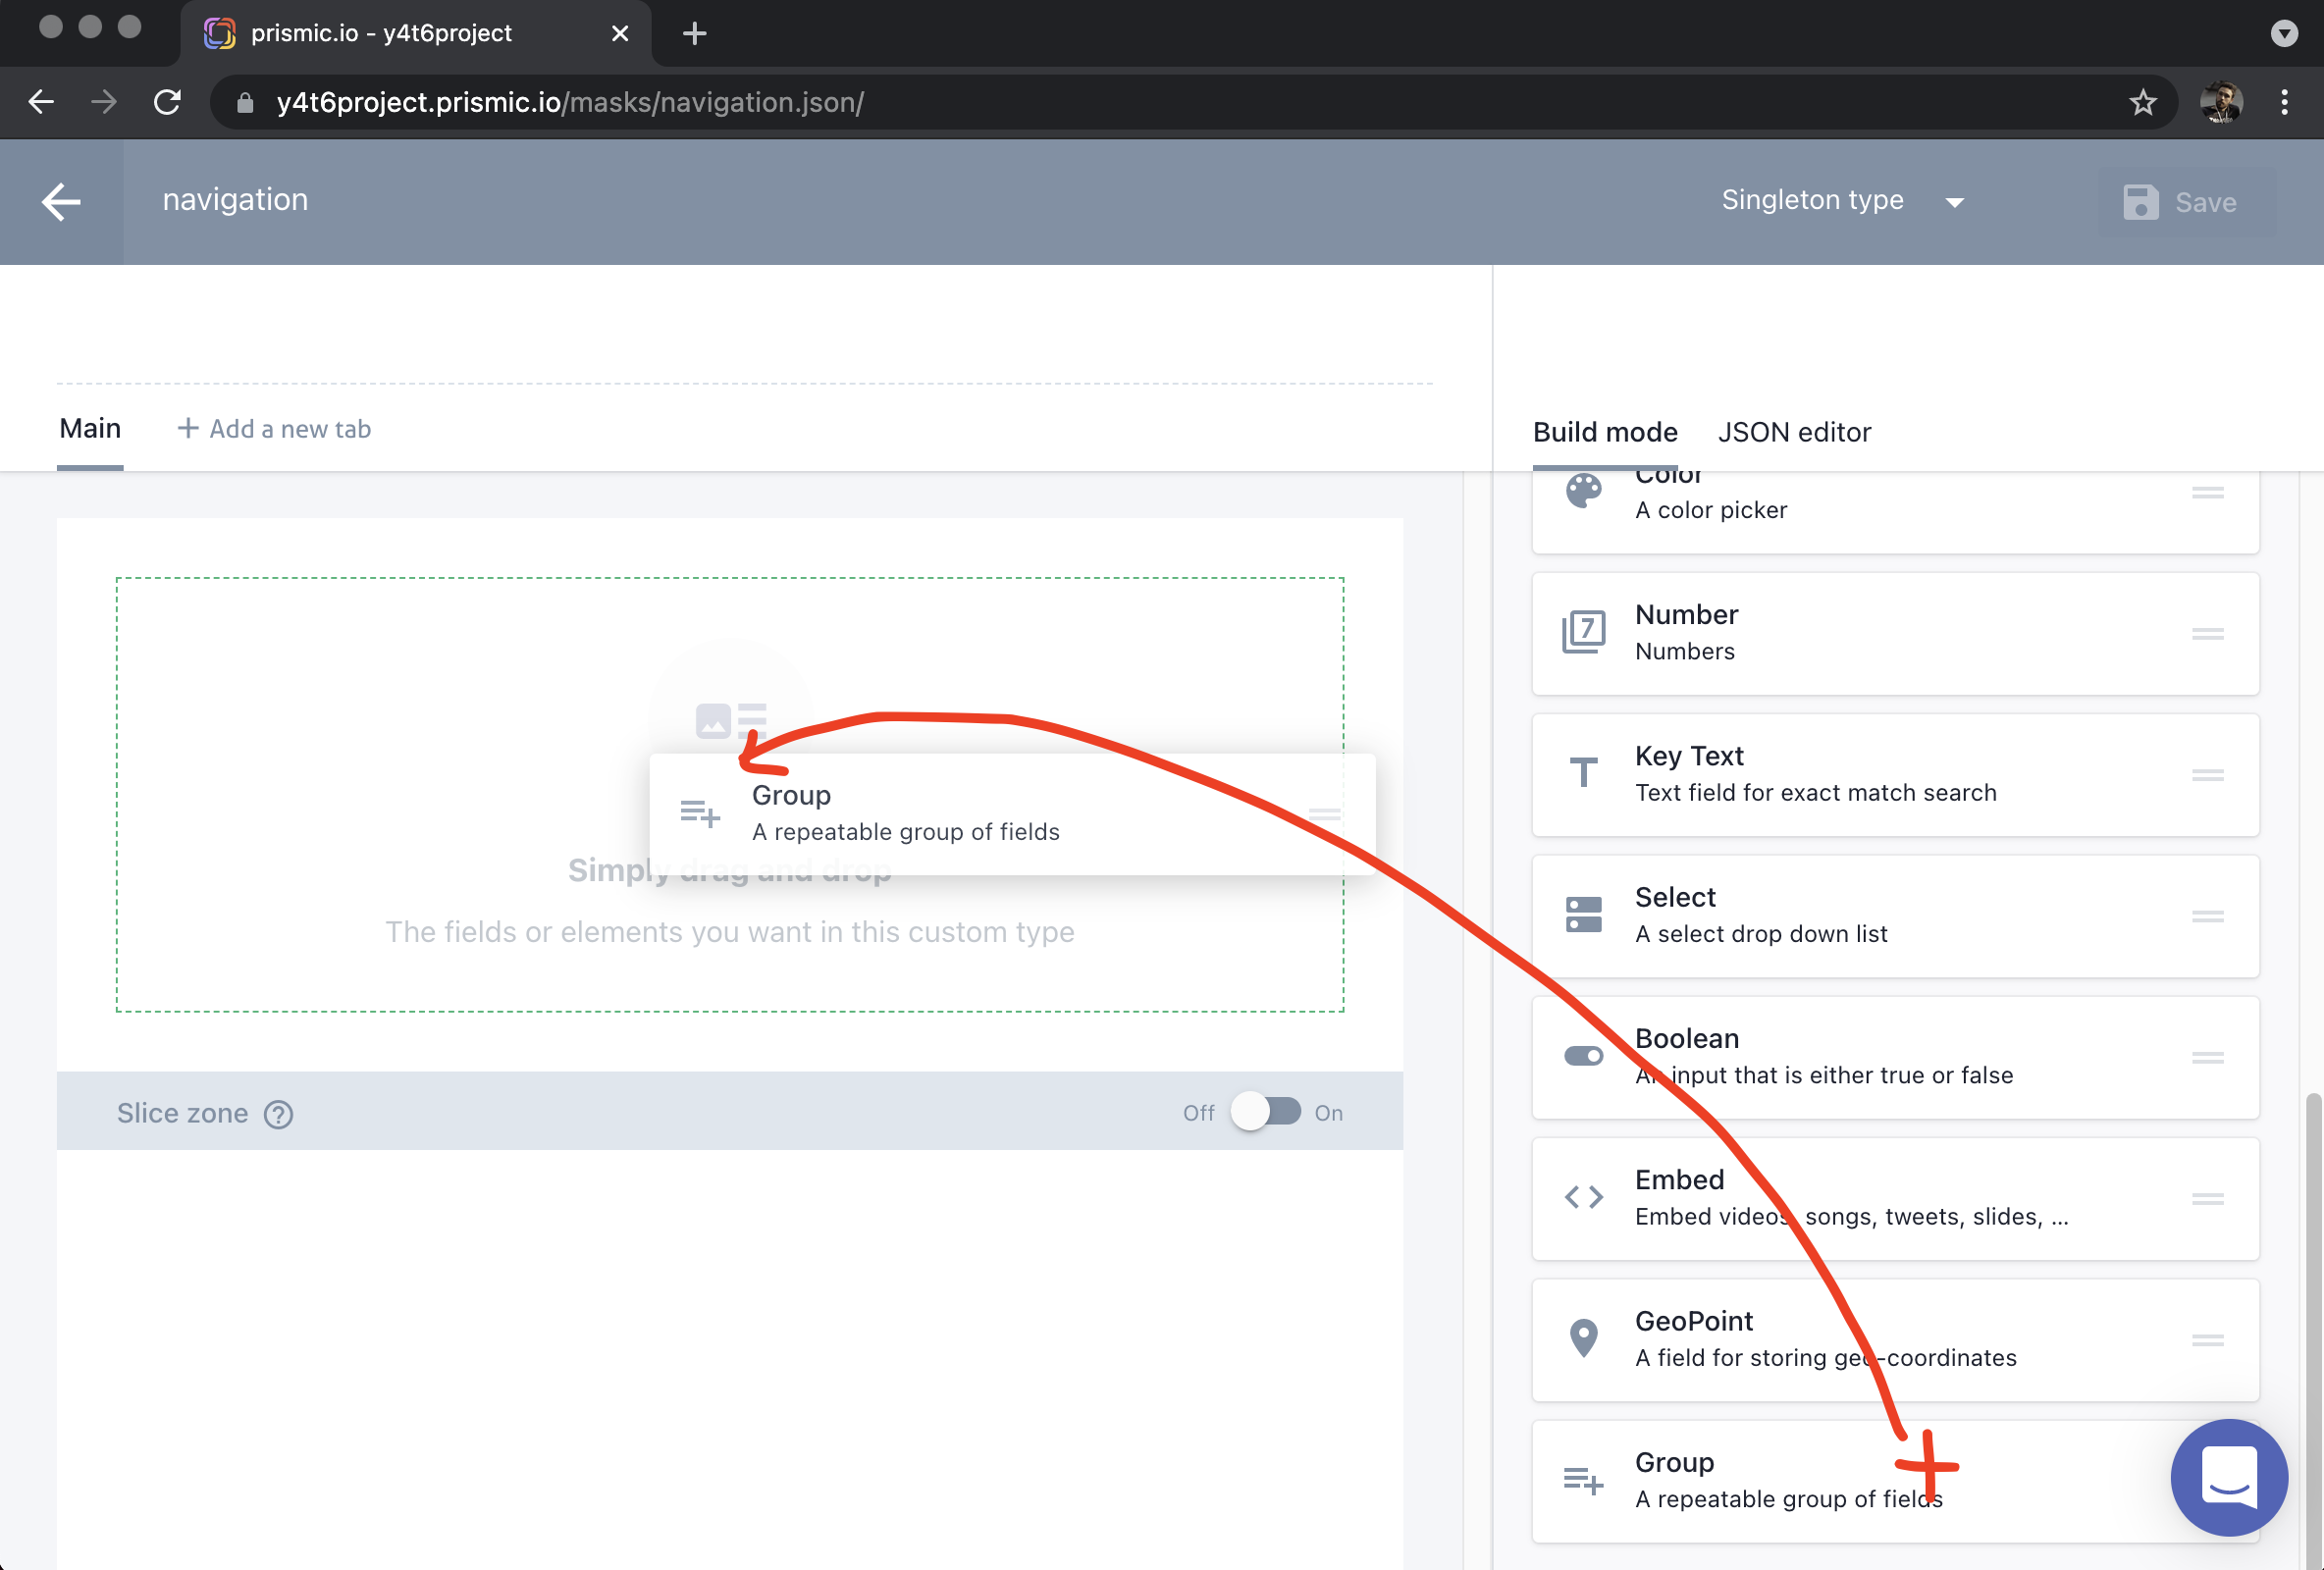 prismic.io - y4t6project
y4t6project.prismic.io/masks/navigation.json/
navigation
Singleton type
Save
Main
Add a new tab
Build mode
JSON editor
Color
A color picker
Number
Numbers
7
Key Text
Text field for exact match search
Group
A repeatable group of fields
Simply drag and drop
The fields or elements you want in this custom type
Select
A select drop down list
Boolean
An input that is either true or false
Slice zone ?
Off
On
Embed
Embed videos, songs, tweets, slides, ...
GeoPoint
A field for storing geo-coordinates
Group
A repeatable group of fields